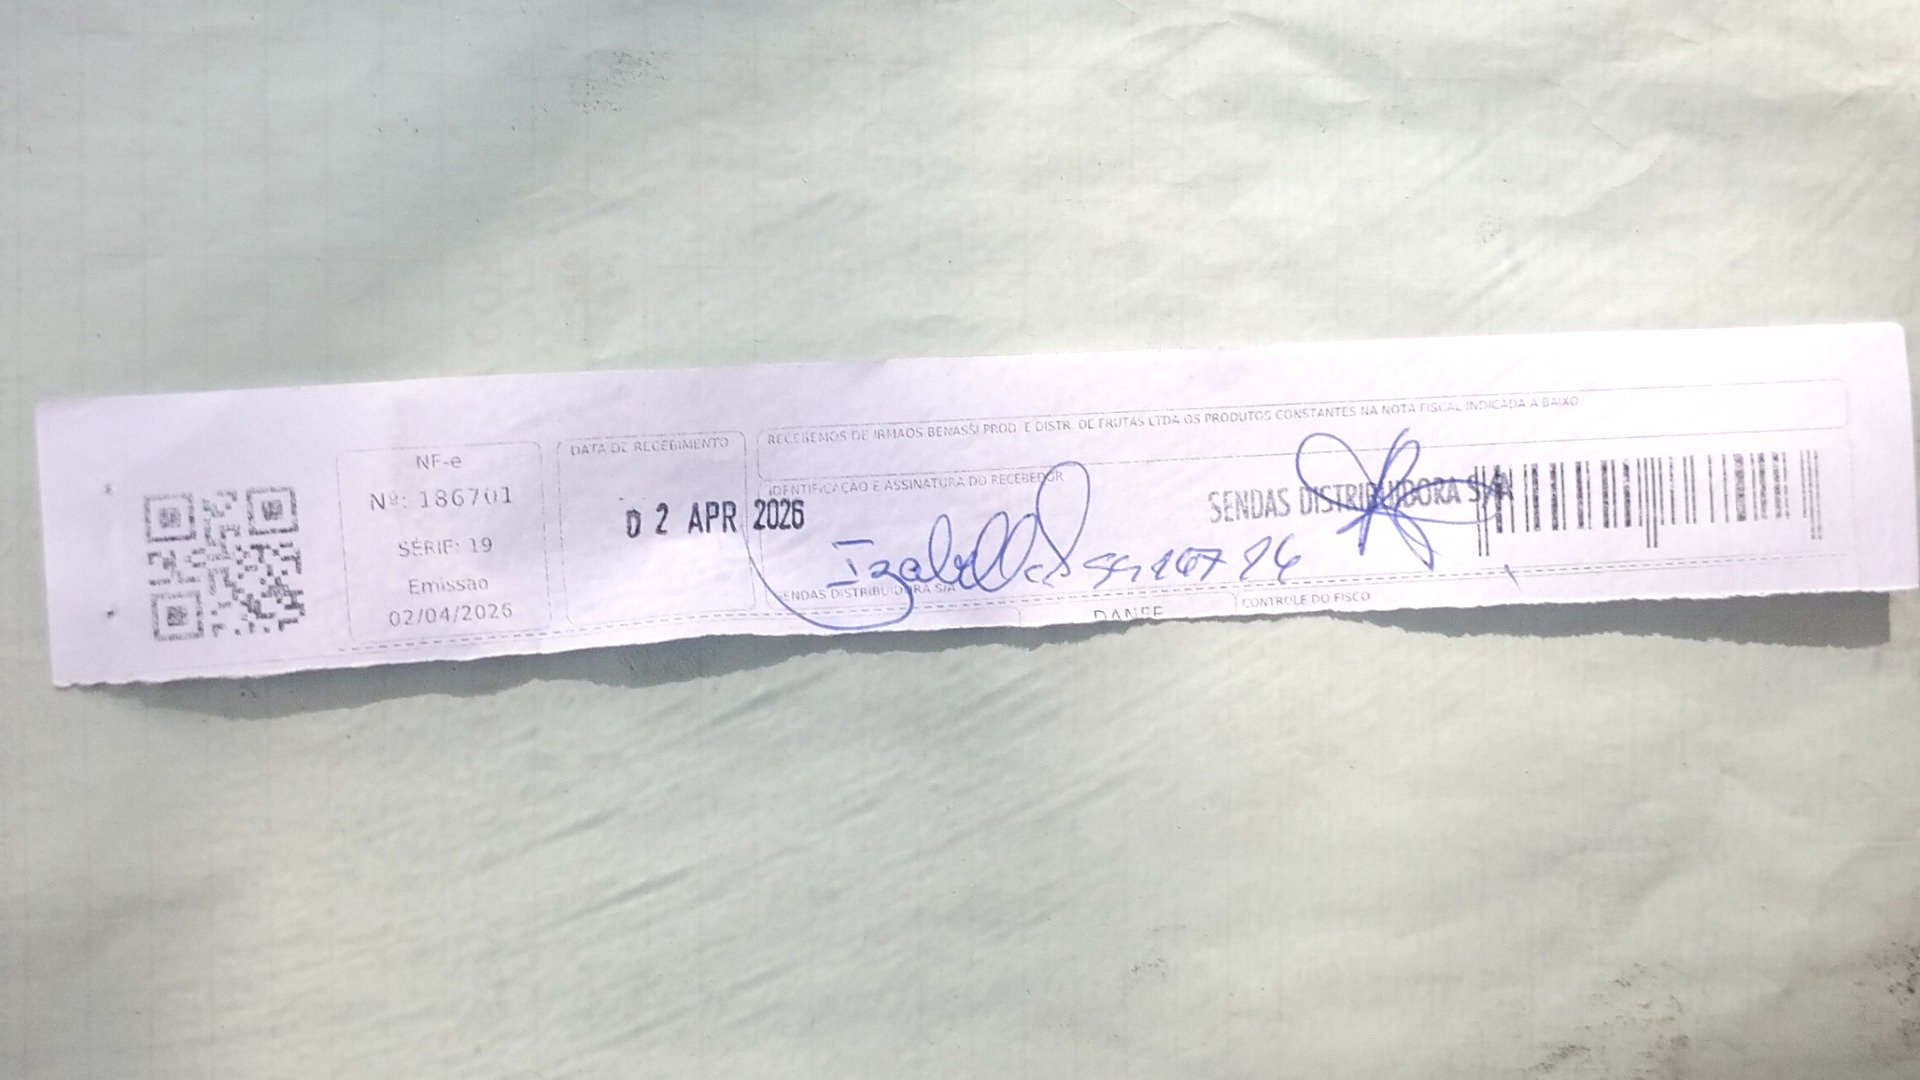 NF-e
Nº: 186701
SÉRIE: 19
Emissão
02/04/2026
DATA DE RECEBIMENTO
02 APR 2026
RECEBEMOS DE IRMAOS BENASSI PROD. E DISTR. DE FRUTAS LTDA OS PRODUTOS CONSTANTES NA NOTA FISCAL INDICADA A BAIXO
IDENTIFICAÇÃO E ASSINATURA DO RECEBEDOR
SENDAS DISTRIBUIDORA S/A
Izabella
SENDAS DISTRIBUIDORA S/A
DANFE
CONTROLE DO FISCO